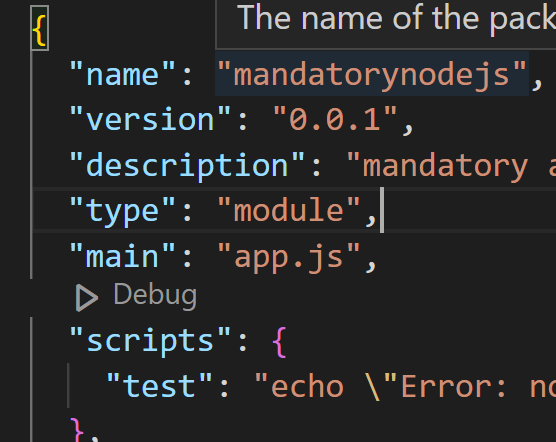 The name of the pack
{
"name": "mandatorynodejs",
"version": "0.0.1",
"description": "mandatory a
"type": "module",
"main": "app.js",
Debug
"scripts": {
"test": "echo \"Error: no
},